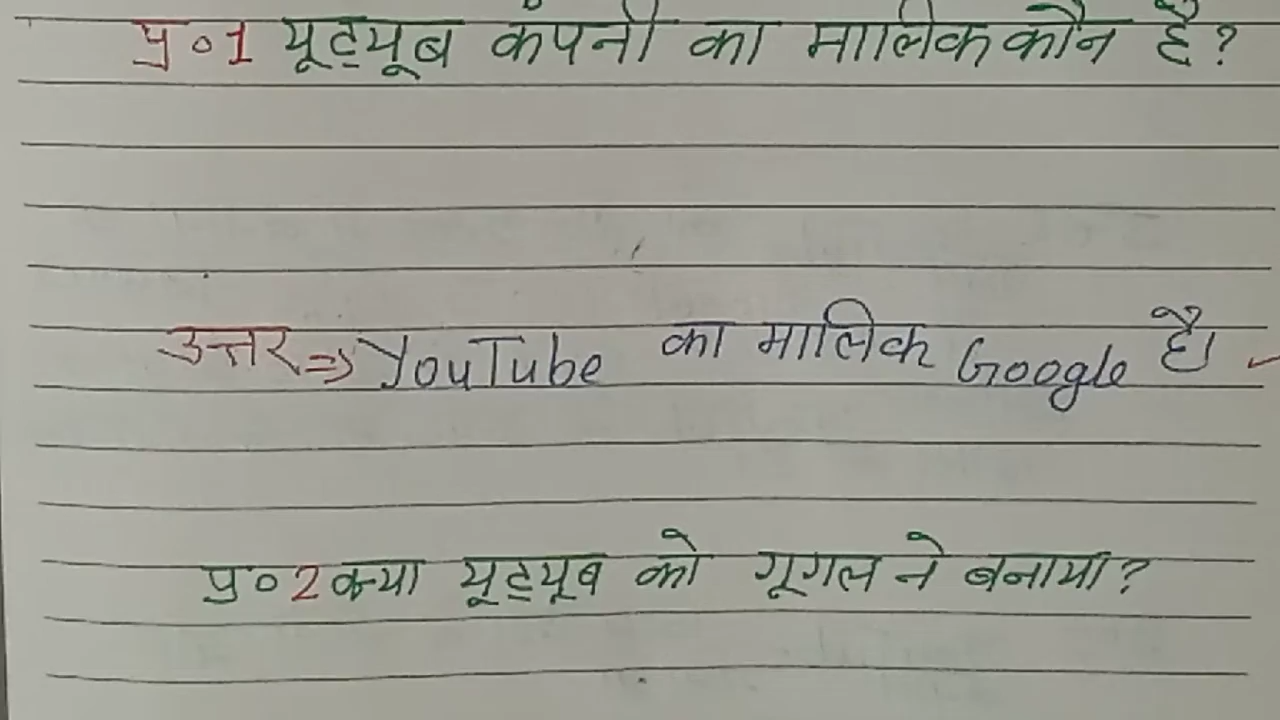 प्र०1 यूट्यूब कंपनी का मालिक कौन है?
उत्तर⇒YouTube का मालिक Google है।
प्र०2 क्या यूट्यूब को गूगल ने बनाया?